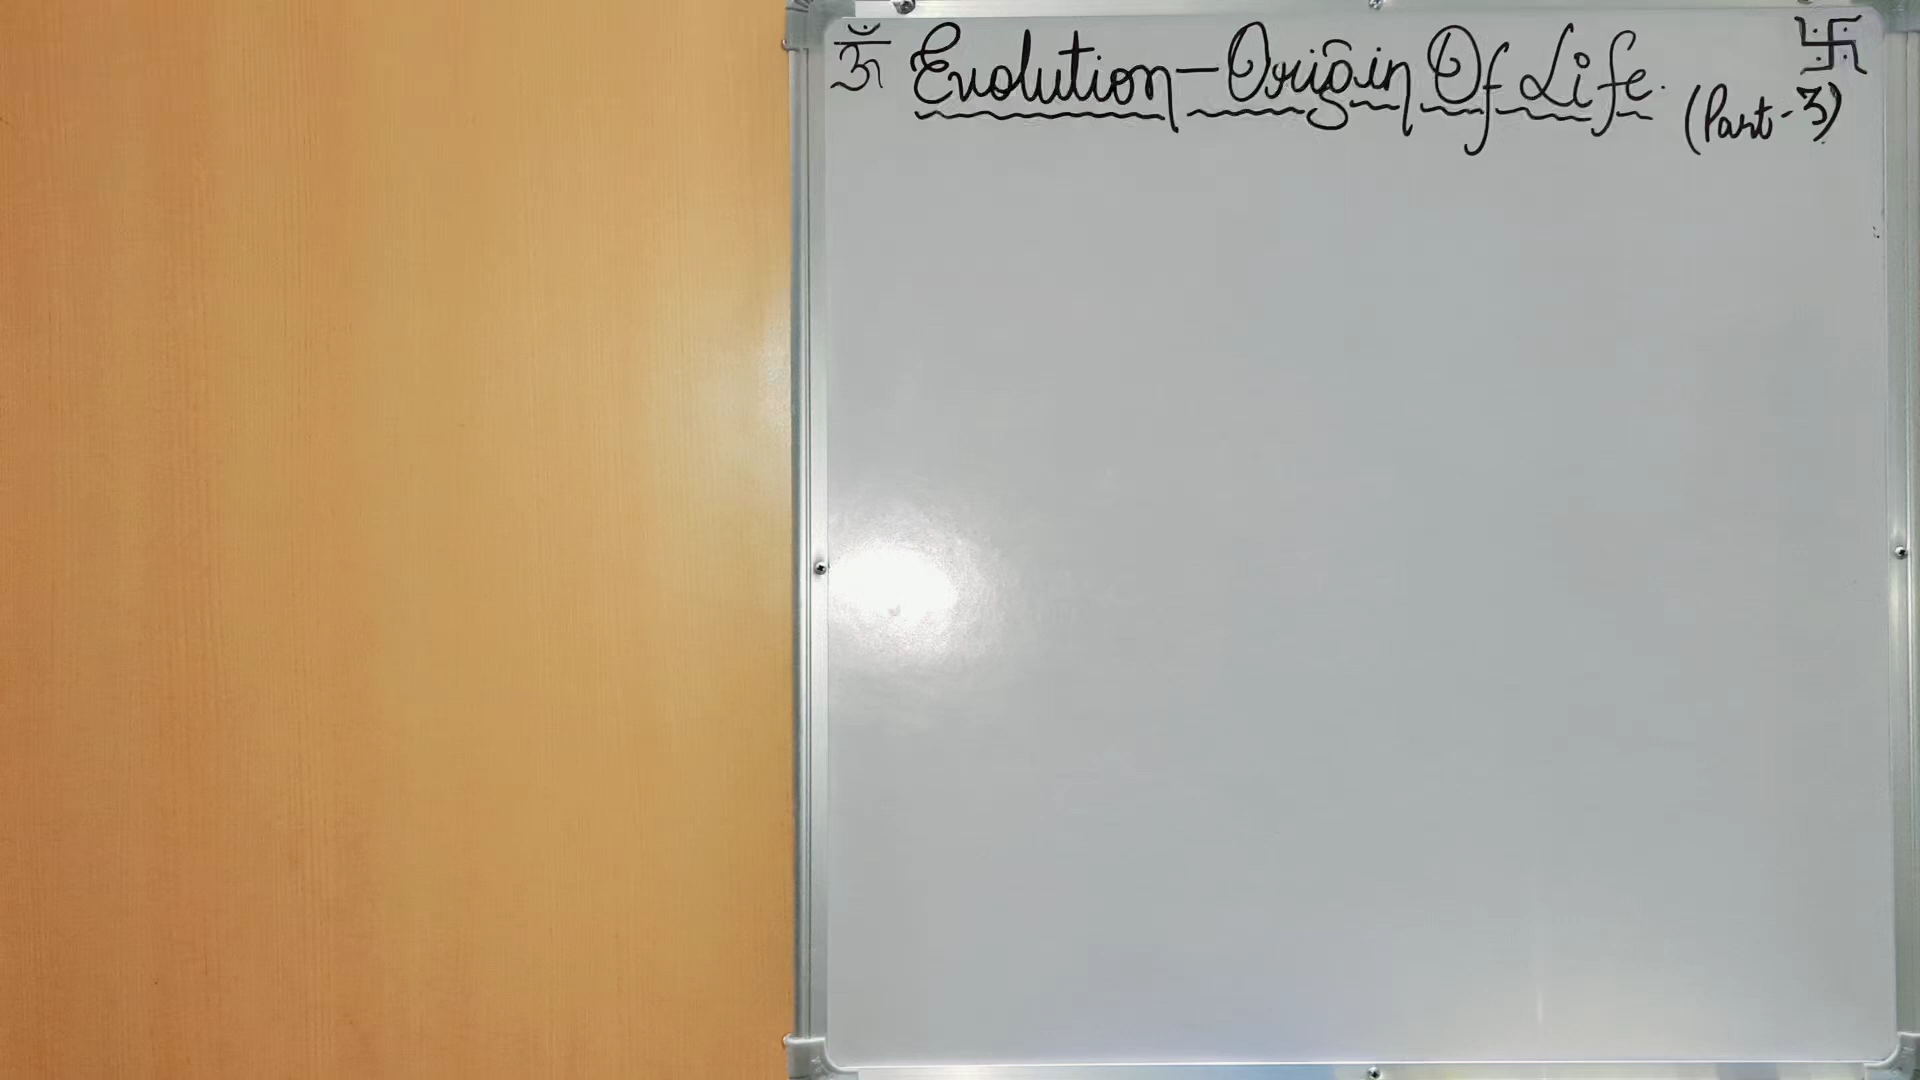 ॐ Evolution - Origin Of Life. 卐
(Part-3)